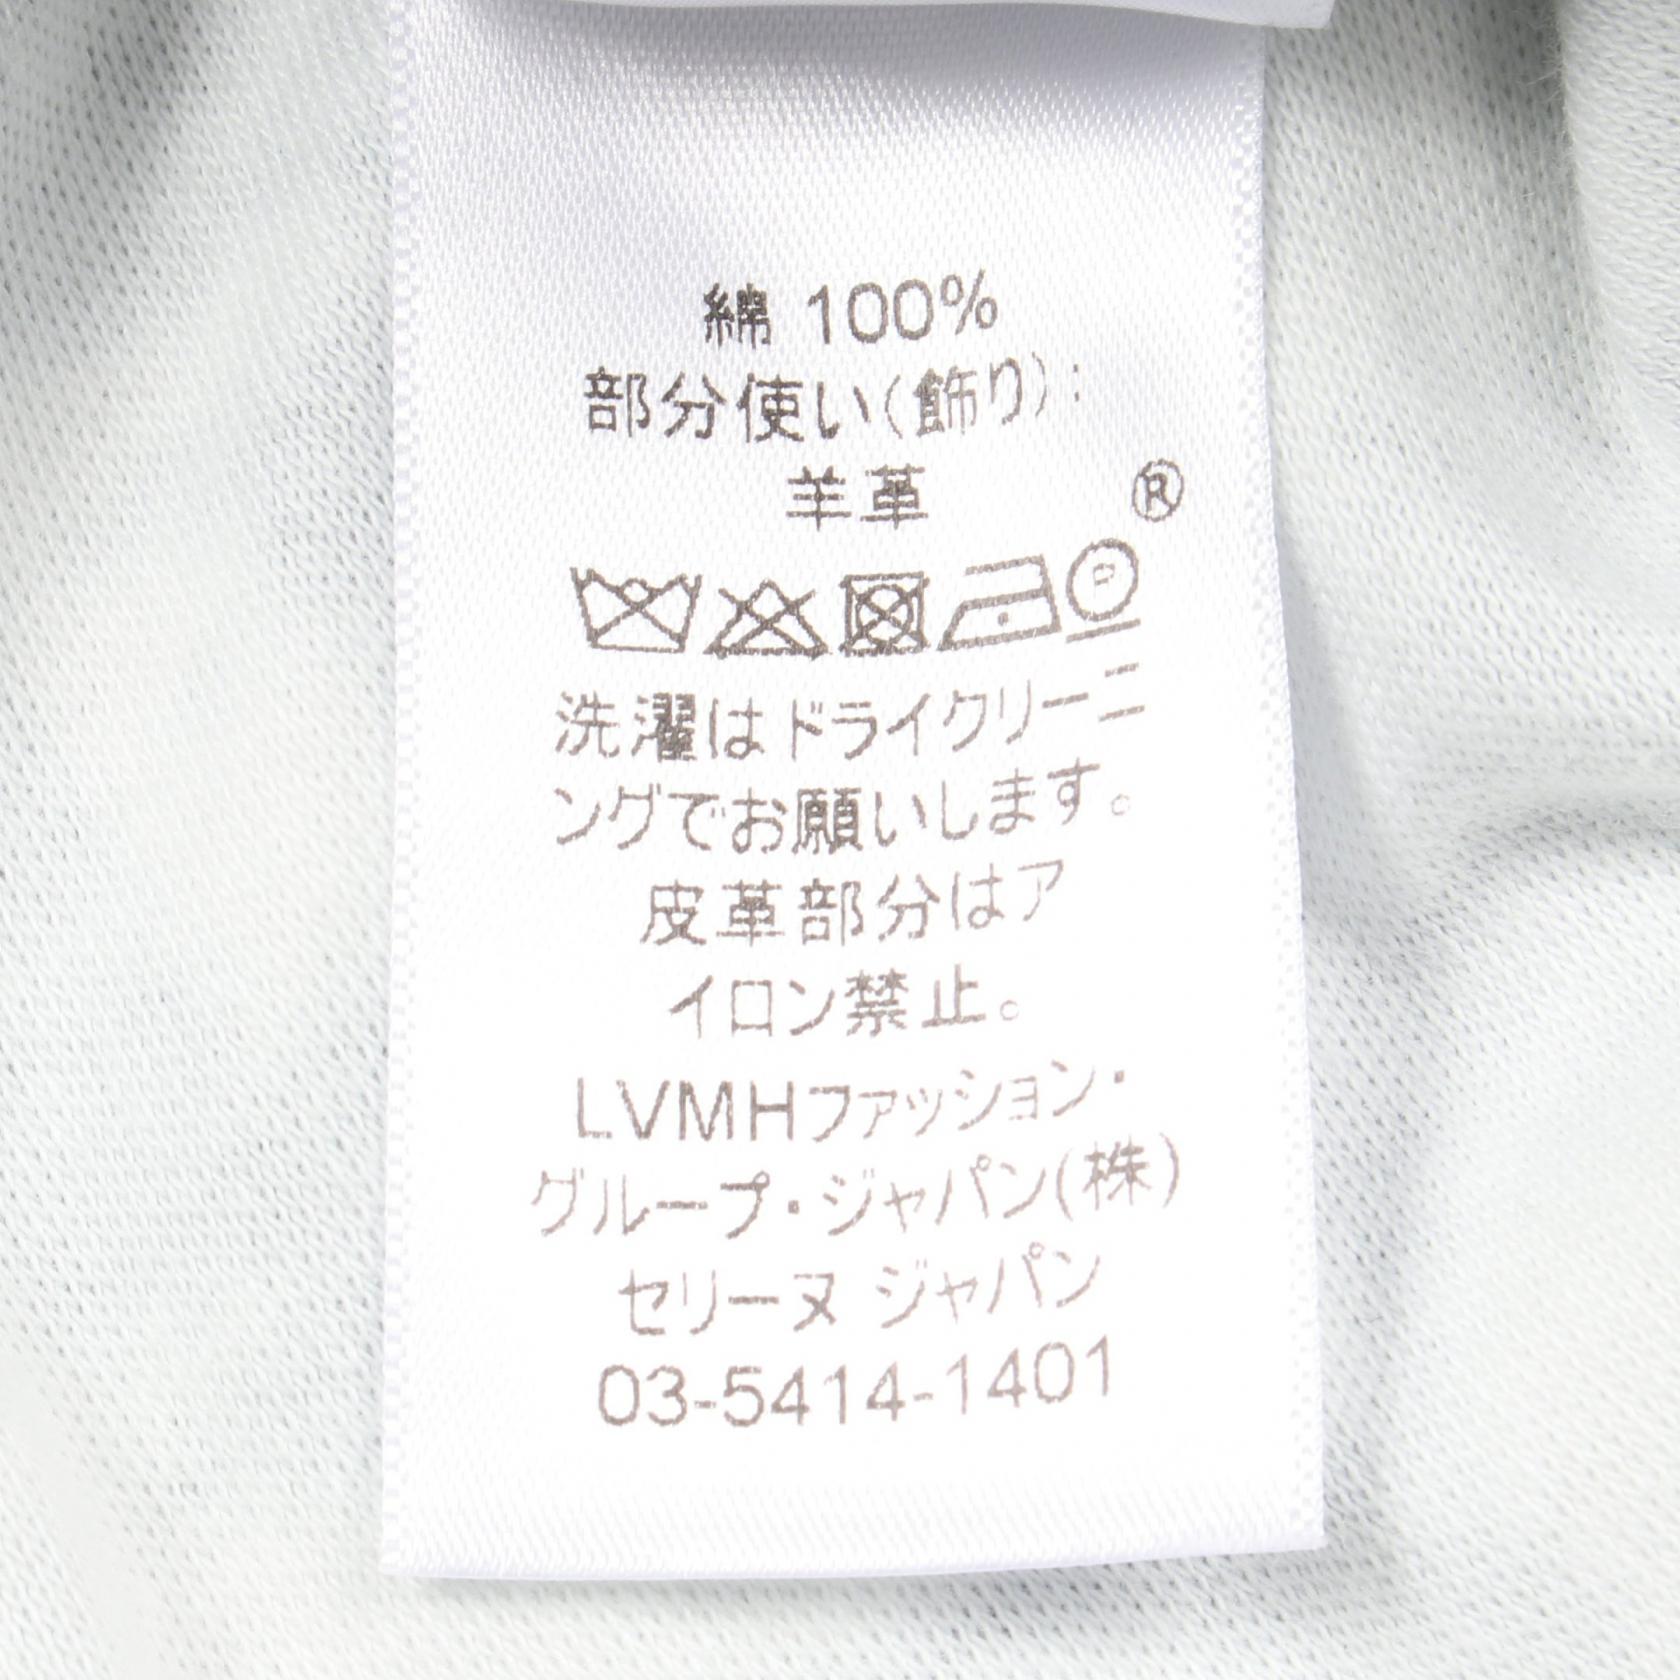 綿 100%
部分使い(飾り):
羊革
®
洗濯はドライクリーニ
ングでお願いします。
皮革部分はア
イロン禁止。
LVMHファッション・
グループ・ジャパン(株)
セリーヌ ジャパン
03-5414-1401